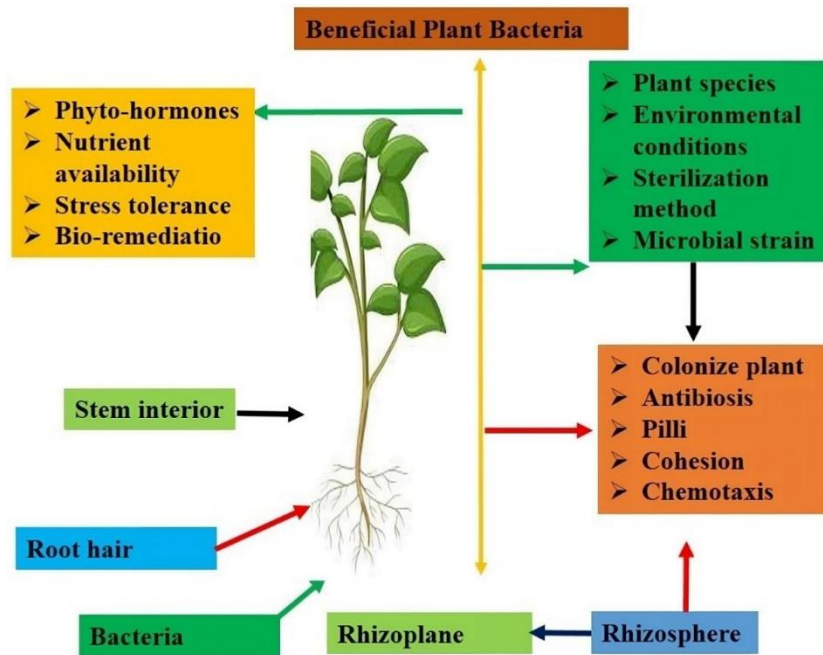 Beneficial Plant Bacteria
➢ Phyto-hormones
➢ Nutrient
availability
➢ Stress tolerance
➢ Bio-remediatio
➢ Plant species
➢ Environmental
conditions
➢ Sterilization
method
➢ Microbial strain
➢ Colonize plant
➢ Antibiosis
➢ Pilli
➢ Cohesion
➢ Chemotaxis
Stem interior
Root hair
Bacteria
Rhizoplane
Rhizosphere